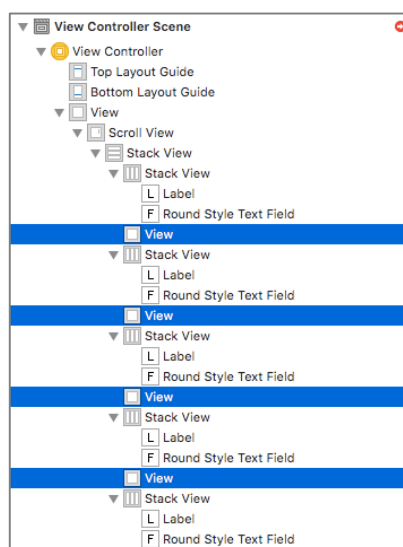 View Controller Scene
View Controller
Top Layout Guide
Bottom Layout Guide
View
Scroll View
Stack View
Stack View
L Label
F Round Style Text Field
View
Stack View
L Label
F Round Style Text Field
View
Stack View
L Label
F Round Style Text Field
View
Stack View
L Label
F Round Style Text Field
View
Stack View
L Label
F Round Style Text Field